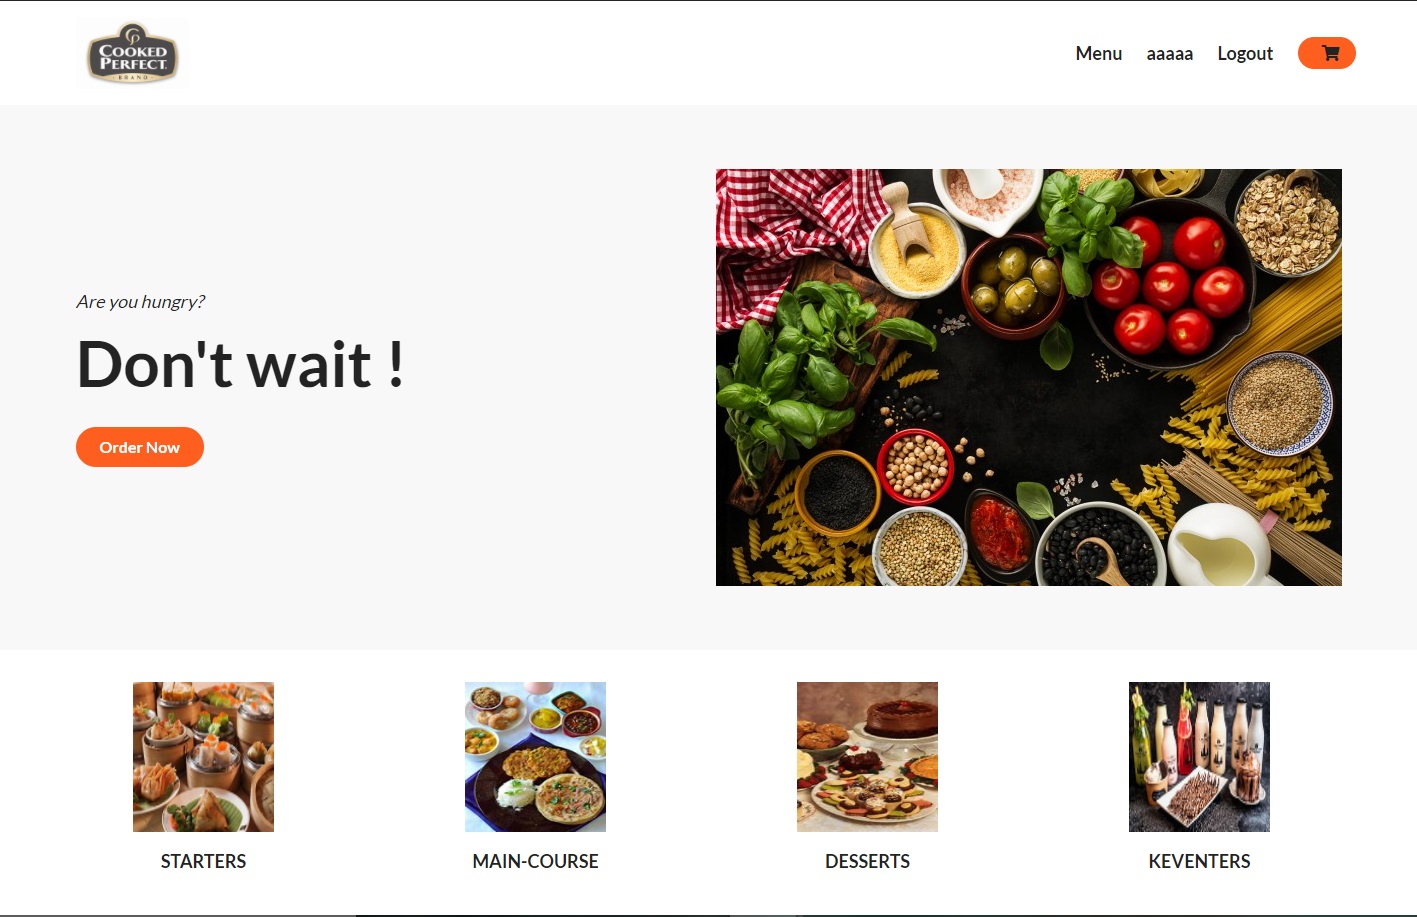 COOKED
PERFECT
BRAND
Menu aaaaa Logout
Are you hungry?
Don't wait !
Order Now
STARTERS MAIN-COURSE DESSERTS KEVENTERS